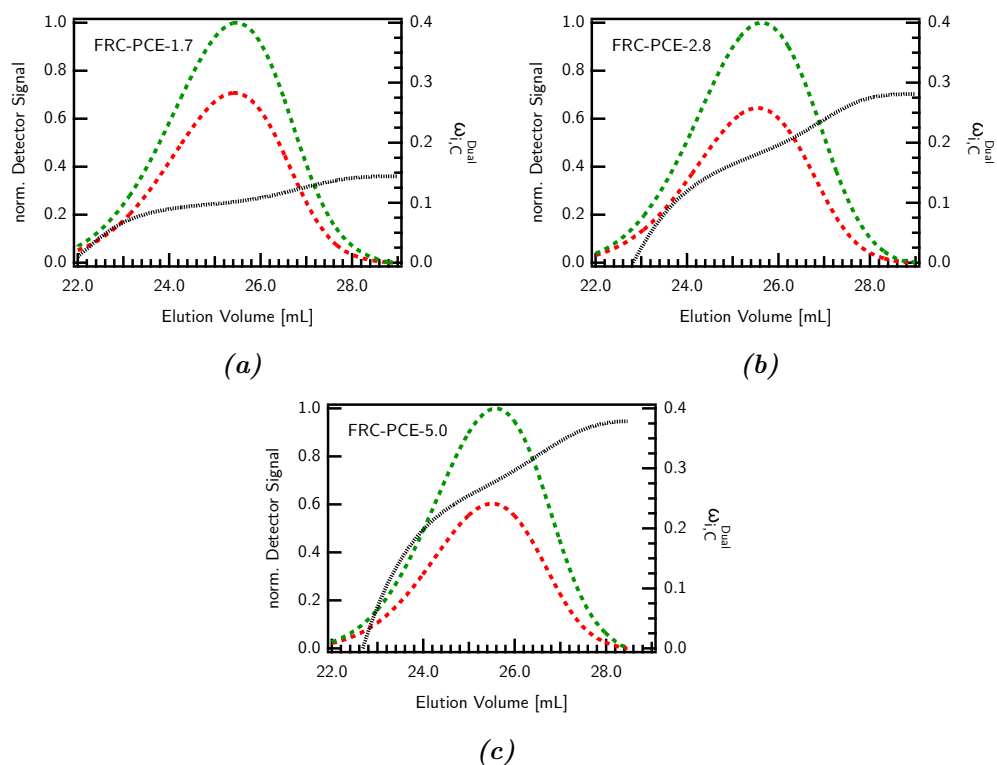 FRC-PCE-1.7
norm. Detector Signal
1.0
0.8
0.6
0.4
0.2
0.0
0.4
0.3
0.2
0.1
0.0
ω_{i,C}^{Dual}
22.0 24.0 26.0 28.0
Elution Volume [mL]
(a)
FRC-PCE-2.8
norm. Detector Signal
1.0
0.8
0.6
0.4
0.2
0.0
0.4
0.3
0.2
0.1
0.0
ω_{i,C}^{Dual}
22.0 24.0 26.0 28.0
Elution Volume [mL]
(b)
FRC-PCE-5.0
norm. Detector Signal
1.0
0.8
0.6
0.4
0.2
0.0
0.4
0.3
0.2
0.1
0.0
ω_{i,C}^{Dual}
22.0 24.0 26.0 28.0
Elution Volume [mL]
(c)